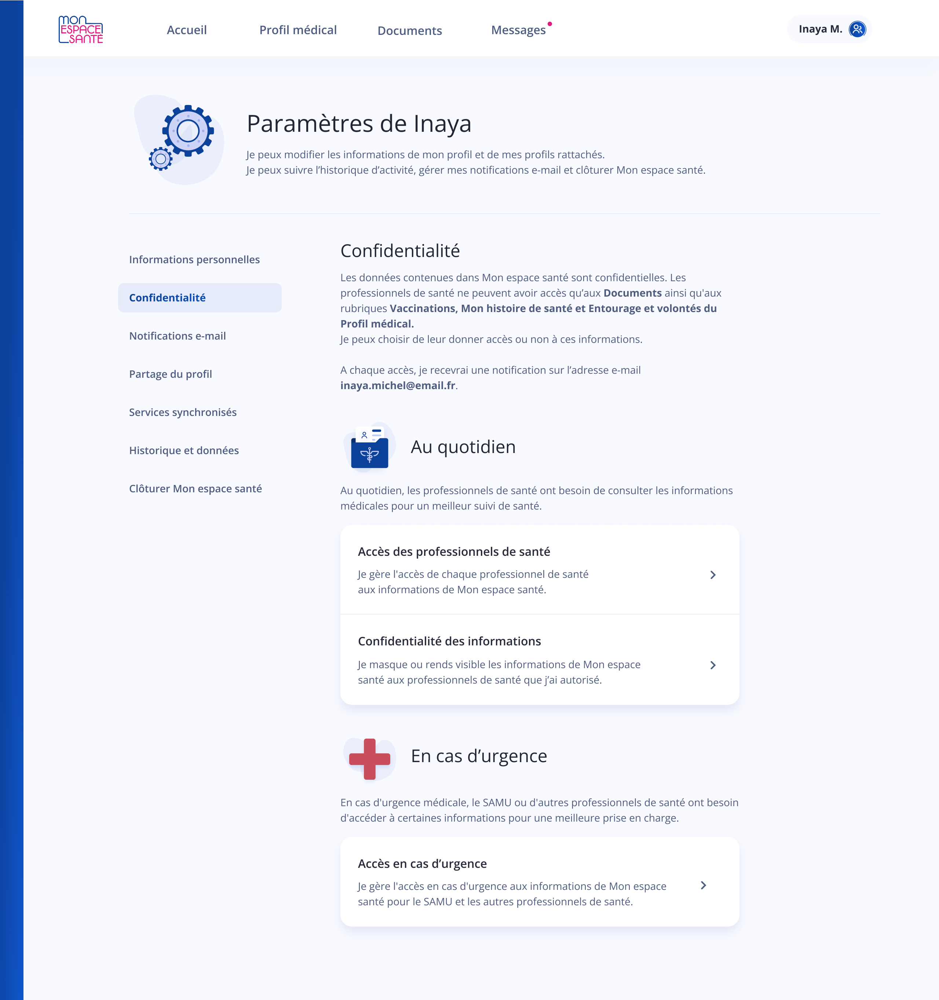 mon
ESPACE
SANTÉ
Accueil
Profil médical
Documents
Messages
Inaya M.
Paramètres de Inaya
Je peux modifier les informations de mon profil et de mes profils rattachés.
Je peux suivre l’historique d’activité, gérer mes notifications e-mail et clôturer Mon espace santé.
Informations personnelles
Confidentialité
Notifications e-mail
Partage du profil
Services synchronisés
Historique et données
Clôturer Mon espace santé
Confidentialité
Les données contenues dans Mon espace santé sont confidentielles. Les
professionnels de santé ne peuvent avoir accès qu’aux Documents ainsi qu'aux
rubriques Vaccinations, Mon histoire de santé et Entourage et volontés du
Profil médical.
Je peux choisir de leur donner accès ou non à ces informations.
A chaque accès, je recevrai une notification sur l’adresse e-mail
inaya.michel@email.fr.
Au quotidien
Au quotidien, les professionnels de santé ont besoin de consulter les informations
médicales pour un meilleur suivi de santé.
Accès des professionnels de santé
Je gère l'accès de chaque professionnel de santé
aux informations de Mon espace santé.
Confidentialité des informations
Je masque ou rends visible les informations de Mon espace
santé aux professionnels de santé que j’ai autorisé.
En cas d’urgence
En cas d'urgence médicale, le SAMU ou d'autres professionnels de santé ont besoin
d'accéder à certaines informations pour une meilleure prise en charge.
Accès en cas d’urgence
Je gère l'accès en cas d'urgence aux informations de Mon espace
santé pour le SAMU et les autres professionnels de santé.